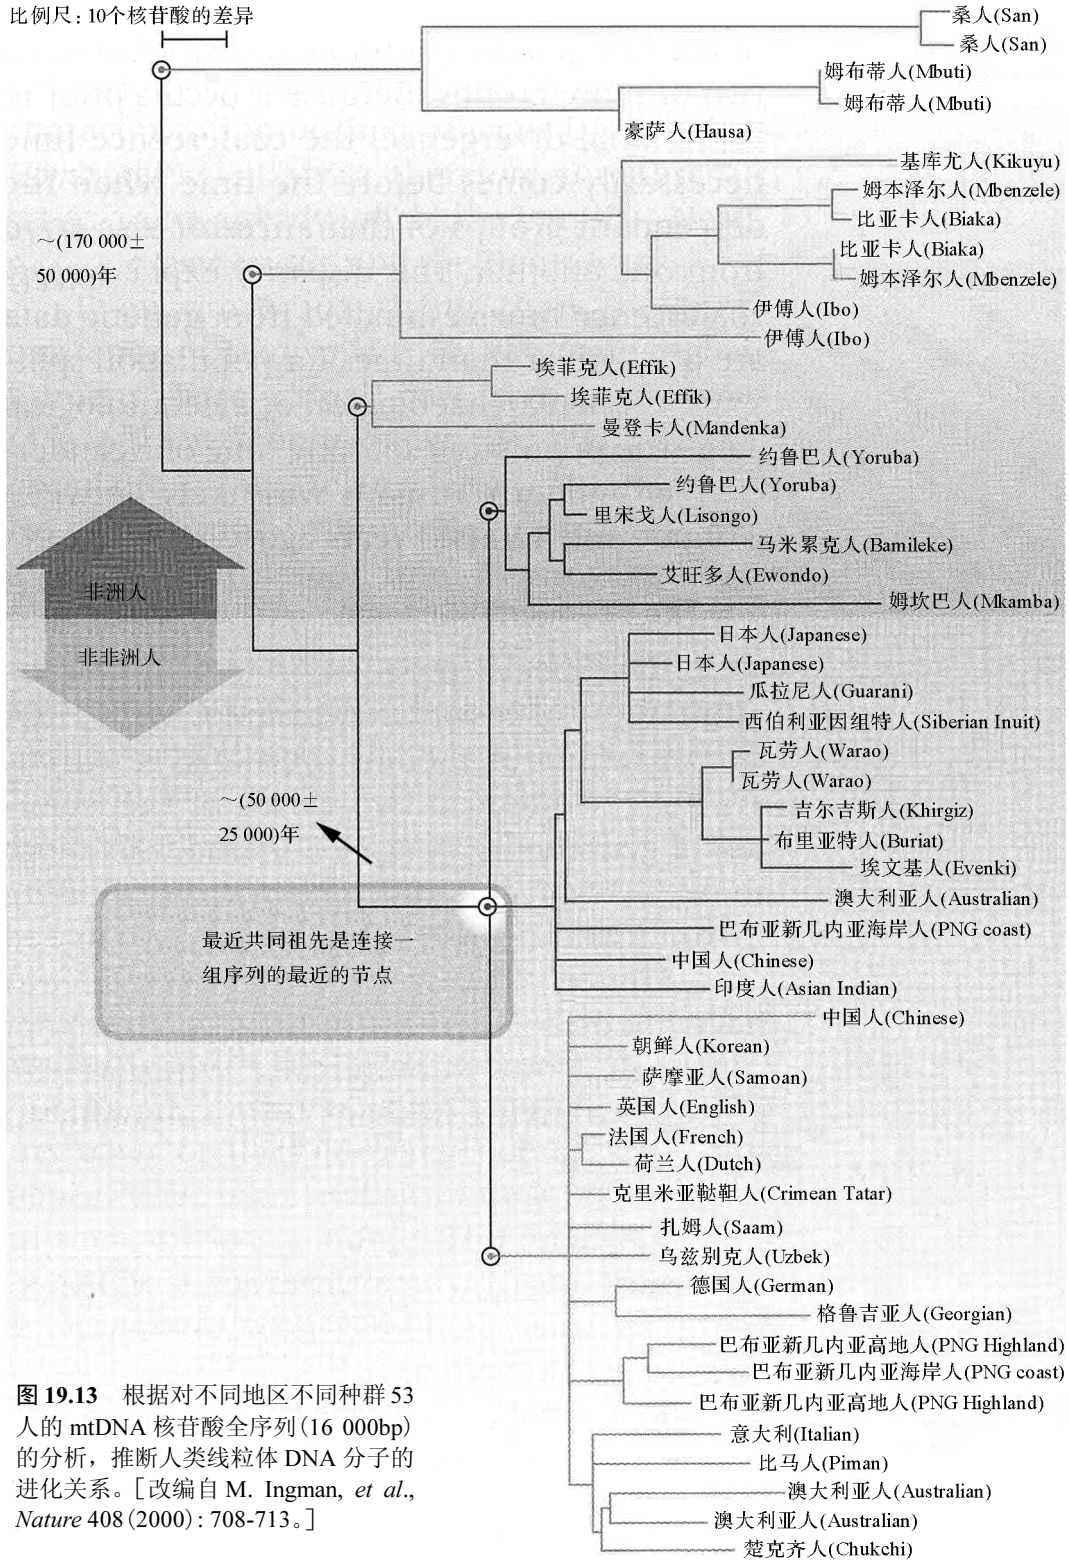 比例尺: 10个核苷酸的差异
桑人(San)
桑人(San)
姆布蒂人(Mbuti)
姆布蒂人(Mbuti)
豪萨人(Hausa)
基库尤人(Kikuyu)
姆本泽尔人(Mbenzele)
比亚卡人(Biaka)
～(170 000±
50 000)年
比亚卡人(Biaka)
姆本泽尔人(Mbenzele)
伊傅人(Ibo)
伊傅人(Ibo)
埃菲克人(Effik)
埃菲克人(Effik)
曼登卡人(Mandenka)
约鲁巴人(Yoruba)
约鲁巴人(Yoruba)
里宋戈人(Lisongo)
马米累克人(Bamileke)
艾旺多人(Ewondo)
姆坎巴人(Mkamba)
非洲人
非非洲人
日本人(Japanese)
日本人(Japanese)
瓜拉尼人(Guarani)
西伯利亚因纽特人(Siberian Inuit)
瓦劳人(Warao)
瓦劳人(Warao)
吉尔吉斯人(Khirgiz)
布里亚特人(Buriat)
埃文基人(Evenki)
～(50 000±
25 000)年
澳大利亚人(Australian)
巴布亚新几内亚海岸人(PNG coast)
中国人(Chinese)
印度人(Asian Indian)
最近共同祖先是连接一
组序列的最近的节点
中国人(Chinese)
朝鲜人(Korean)
萨摩亚人(Samoan)
英国人(English)
法国人(French)
荷兰人(Dutch)
克里米亚鞑靼人(Crimean Tatar)
扎姆人(Saam)
乌兹别克人(Uzbek)
德国人(German)
格鲁吉亚人(Georgian)
巴布亚新几内亚高地人(PNG Highland)
巴布亚新几内亚海岸人(PNG coast)
巴布亚新几内亚高地人(PNG Highland)
意大利(Italian)
比马人(Piman)
澳大利亚人(Australian)
澳大利亚人(Australian)
楚克齐人(Chukchi)
图 19.13 根据对不同地区不同种群 53
人的 mtDNA 核苷酸全序列(16 000bp)
的分析，推断人类线粒体 DNA 分子的
进化关系。[改编自 M. Ingman, et al.,
Nature 408 (2000) : 708-713。]